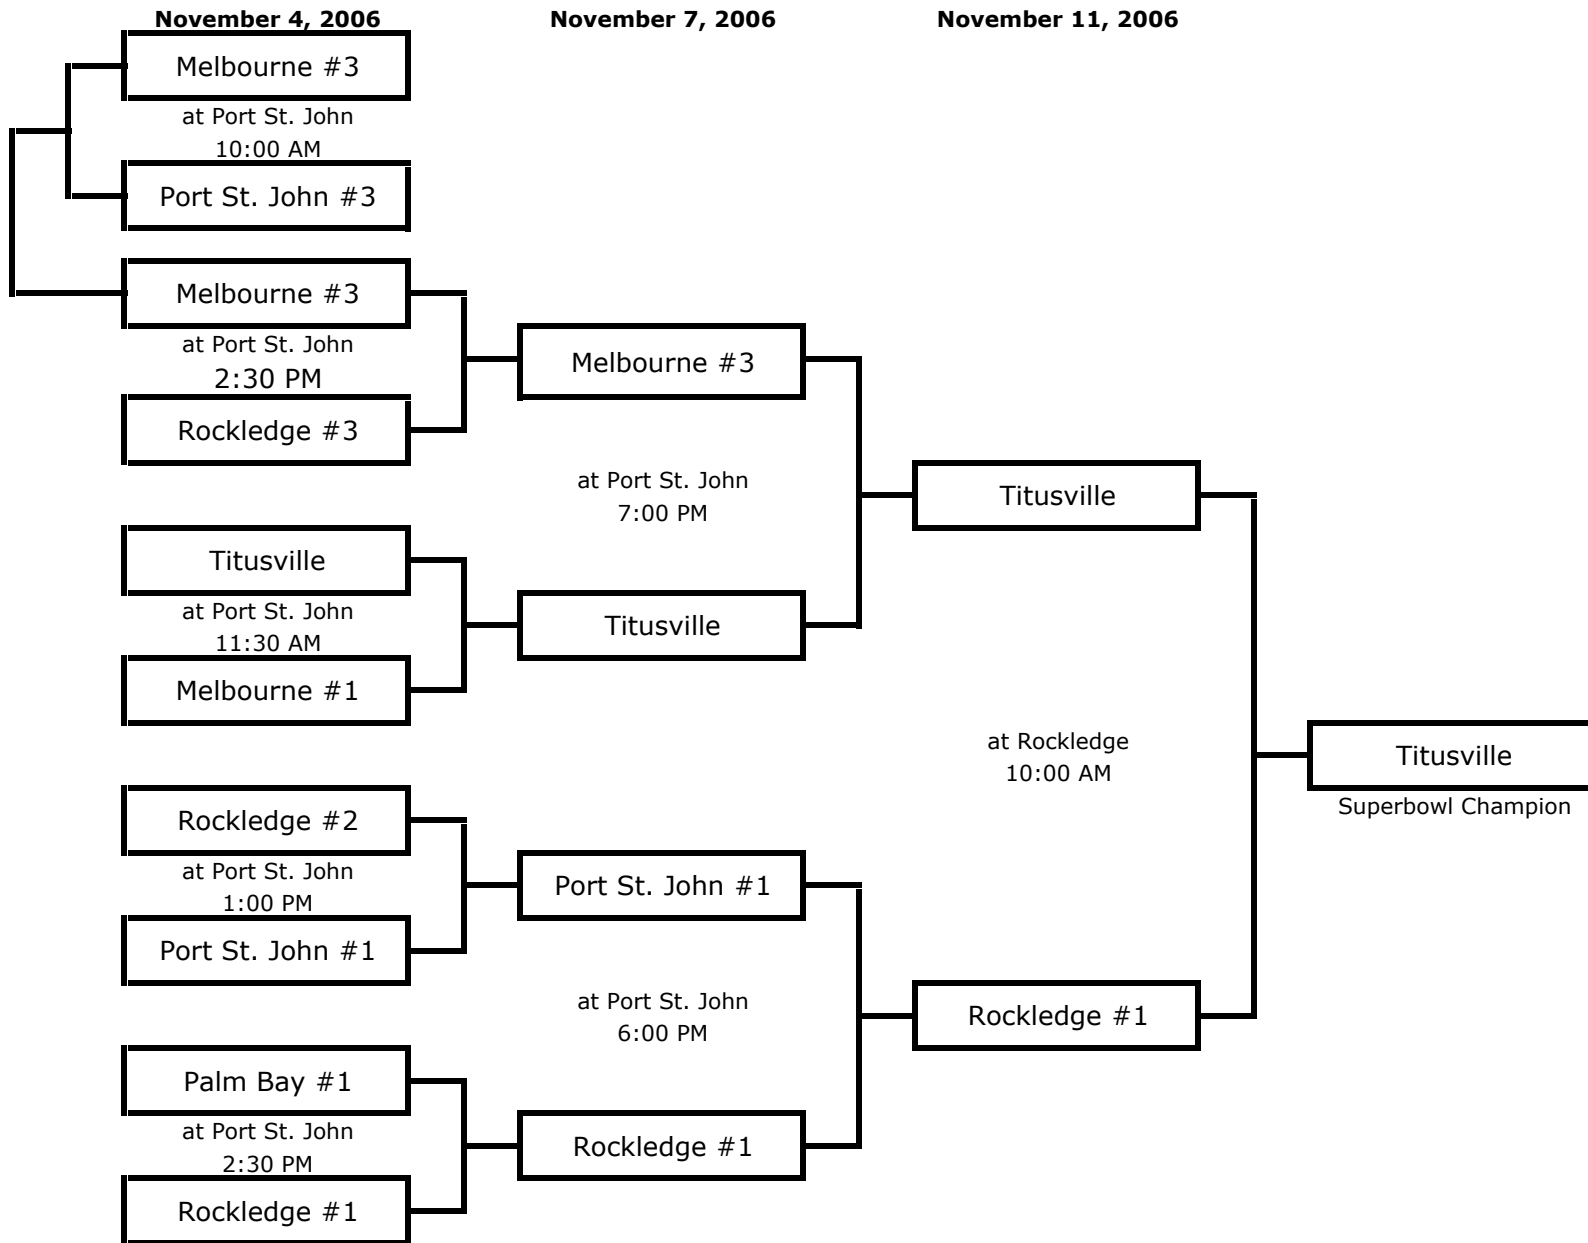 November 4, 2006
November 7, 2006
November 11, 2006
Melbourne #3
at Port St. John
10:00 AM
Port St. John #3
Melbourne #3
at Port St. John
2:30 PM
Rockledge #3
Melbourne #3
at Port St. John
7:00 PM
Titusville
at Port St. John
11:30 AM
Melbourne #1
Titusville
Titusville
at Rockledge
10:00 AM
Titusville
Superbowl Champion
Rockledge #2
at Port St. John
1:00 PM
Port St. John #1
Port St. John #1
at Port St. John
6:00 PM
Rockledge #1
Palm Bay #1
at Port St. John
2:30 PM
Rockledge #1
Rockledge #1